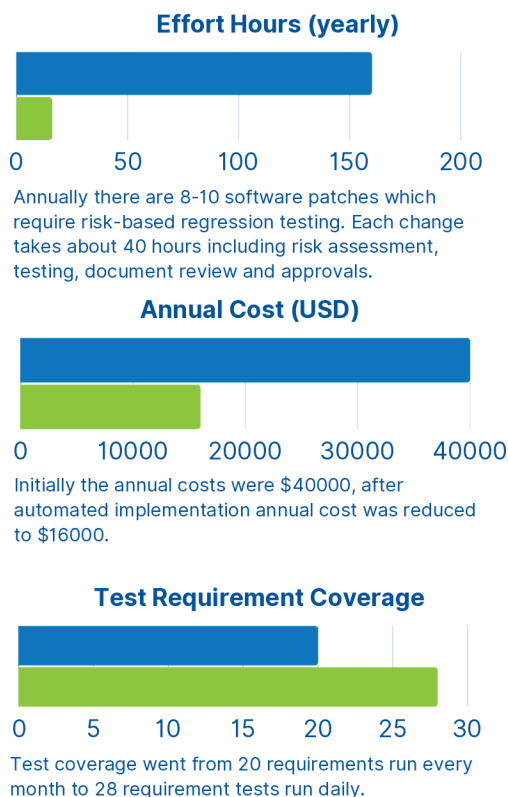 Effort Hours (yearly)
0 50 100 150 200
Annually there are 8-10 software patches which
require risk-based regression testing. Each change
takes about 40 hours including risk assessment,
testing, document review and approvals.
Annual Cost (USD)
0 10000 20000 30000 40000
Initially the annual costs were $40000, after
automated implementation annual cost was reduced
to $16000.
Test Requirement Coverage
0 5 10 15 20 25 30
Test coverage went from 20 requirements run every
month to 28 requirement tests run daily.